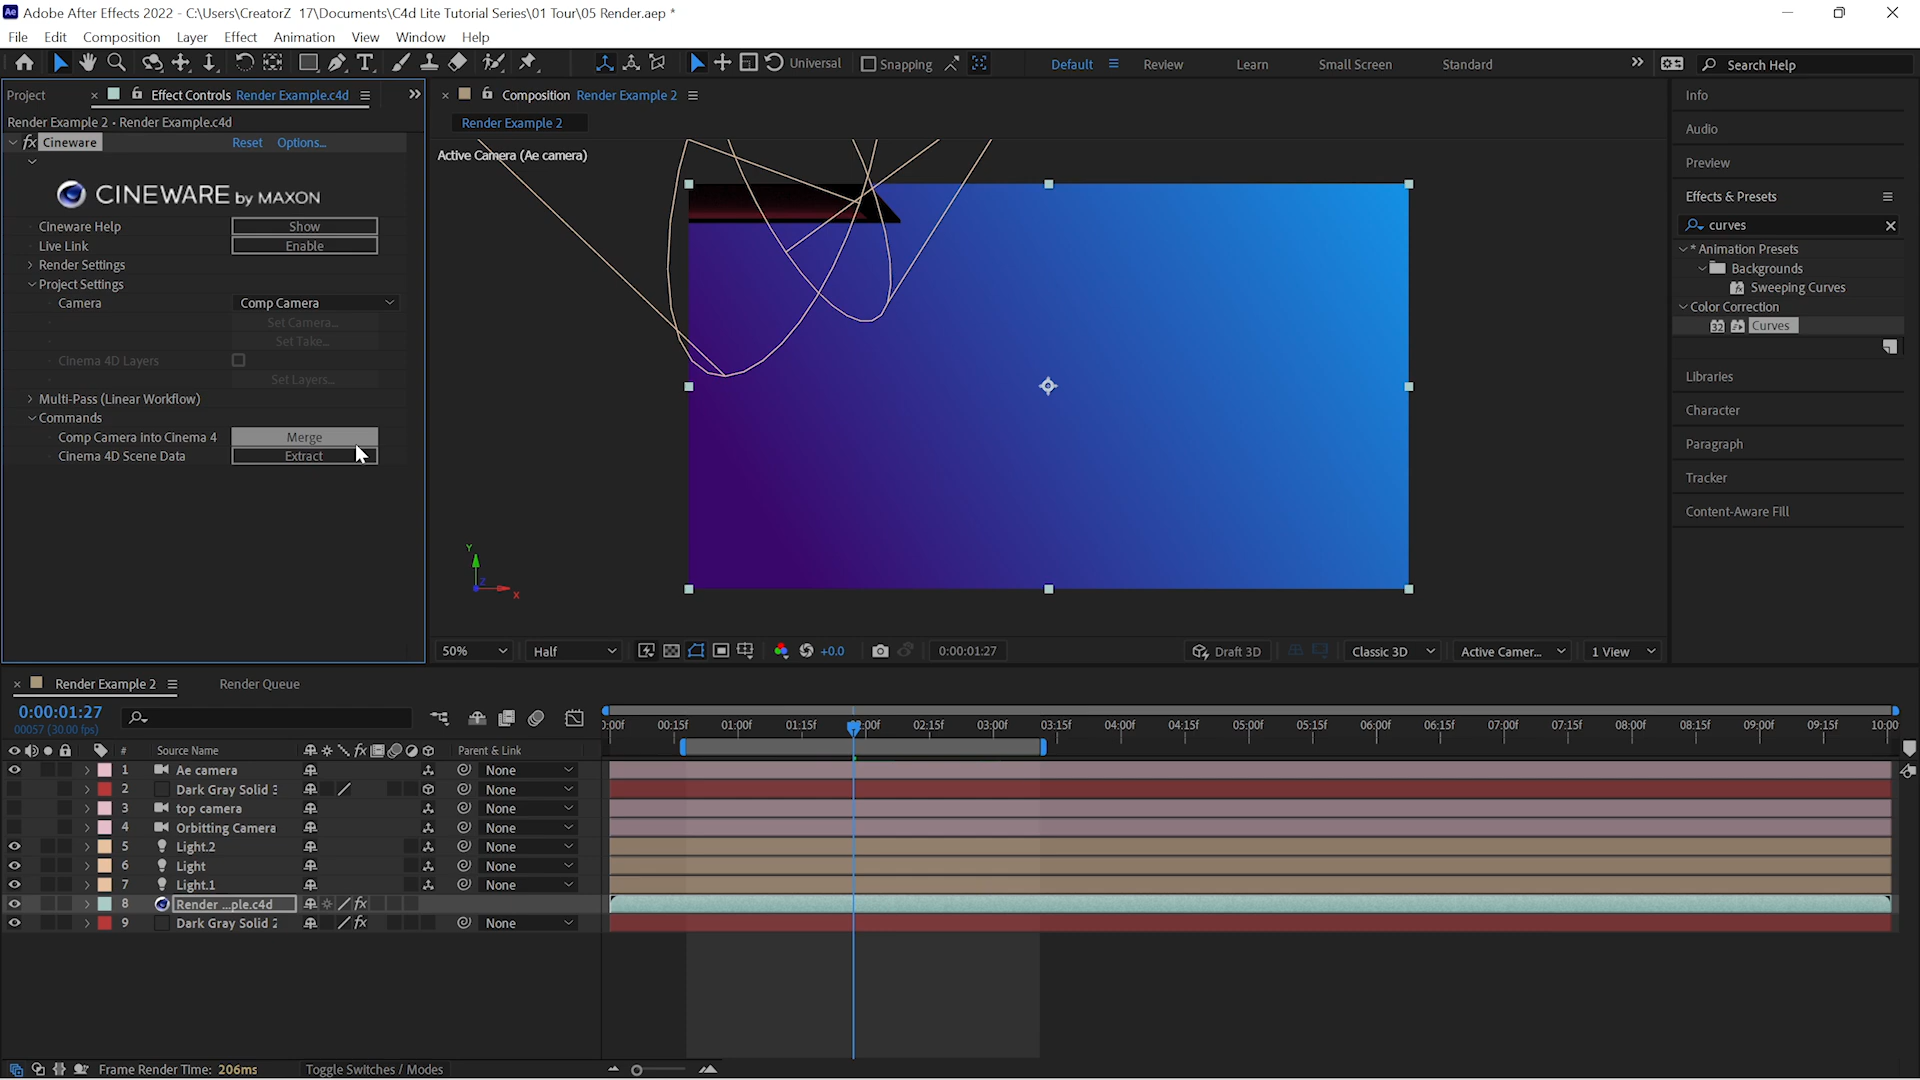 Adobe After Effects 2022 - C:\Users\CreatorZ 17\Documents\C4d Lite Tutorial Series\01 Tour\05 Render.aep *
File Edit Composition Layer Effect Animation View Window Help
Universal Snapping Default Review Learn Small Screen Standard Search Help
Project Effect Controls Render Example.c4d
Render Example 2 • Render Example.c4d
fx Cineware Reset Options...
CINEWARE by MAXON
Cineware Help Show
Live Link Enable
Render Settings
Project Settings
Camera Comp Camera
Set Camera...
Set Take...
Cinema 4D Layers
Set Layers...
Multi-Pass (Linear Workflow)
Commands
Comp Camera into Cinema 4 Merge
Cinema 4D Scene Data Extract
Composition Render Example 2
Render Example 2
Active Camera (Ae camera)
Y
Z
X
50% Half +0.0 0:00:01:27 Draft 3D Classic 3D Active Camer... 1 View
Info
Audio
Preview
Effects & Presets
curves
* Animation Presets
Backgrounds
Sweeping Curves
Color Correction
32 Curves
Libraries
Character
Paragraph
Tracker
Content-Aware Fill
Render Example 2 Render Queue
0:00:01:27
00057 (30.00 fps)
):00f 00:15f 01:00f 01:15f 02:00f 02:15f 03:00f 03:15f 04:00f 04:15f 05:00f 05:15f 06:00f 06:15f 07:00f 07:15f 08:00f 08:15f 09:00f 09:15f 10:00
# Source Name fx Parent & Link
1 Ae camera None
2 Dark Gray Solid 3 None
3 top camera None
4 Orbitting Camera None
5 Light.2 None
6 Light None
7 Light.1 None
8 Render ...ple.c4d fx
9 Dark Gray Solid 2 fx None
Frame Render Time: 206ms Toggle Switches / Modes